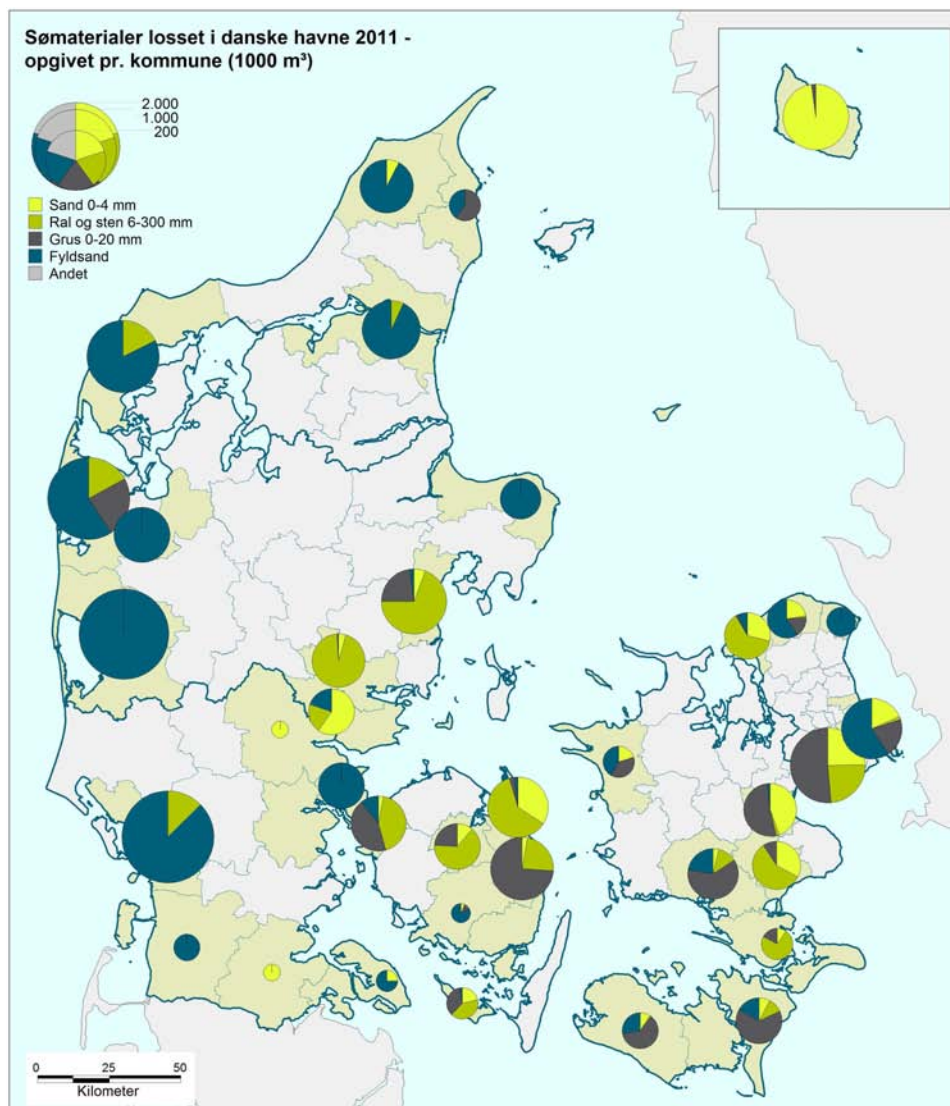 Sømaterialer losset i danske havne 2011 -
opgivet pr. kommune (1000 m³)
2.000
1.000
200
Sand 0-4 mm
Ral og sten 6-300 mm
Grus 0-20 mm
Fyldsand
Andet
0 25 50
Kilometer